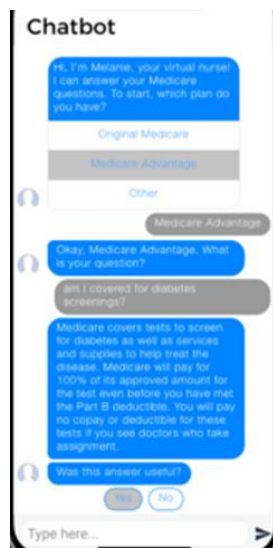 Chatbot
Hi, I'm Melanie, your virtual nurse!
I can answer your Medicare
questions. To start, which plan do
you have?
Original Medicare
Medicare Advantage
Other
Medicare Advantage
Okay, Medicare Advantage. What
is your question?
am I covered for diabetes
screenings?
Medicare covers tests to screen
for diabetes as well as services
and supplies to help treat the
disease. Medicare will pay for
100% of its approved amount for
the test even before you have met
the Part B deductible. You will pay
no copay or deductible for these
tests if you see doctors who take
assignment.
Was this answer useful?
Yes No
Type here...